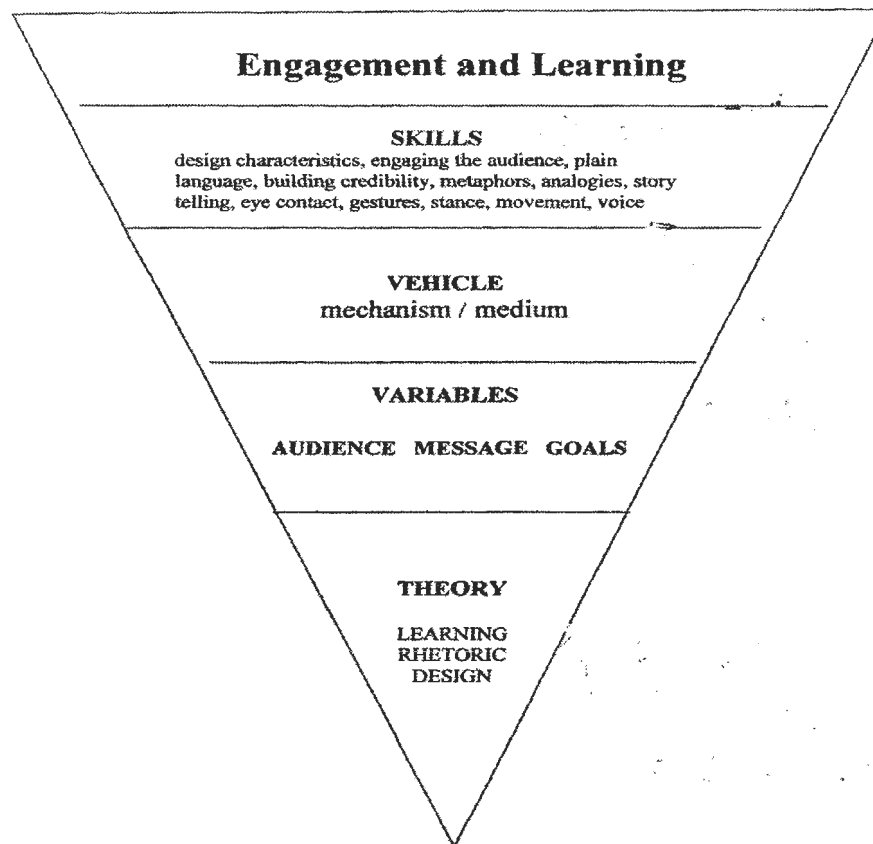 Engagement and Learning
SKILLS
design characteristics, engaging the audience, plain
language, building credibility, metaphors, analogies, story
telling, eye contact, gestures, stance, movement, voice
VEHICLE
mechanism / medium
VARIABLES
AUDIENCE MESSAGE GOALS
THEORY
LEARNING
RHETORIC
DESIGN